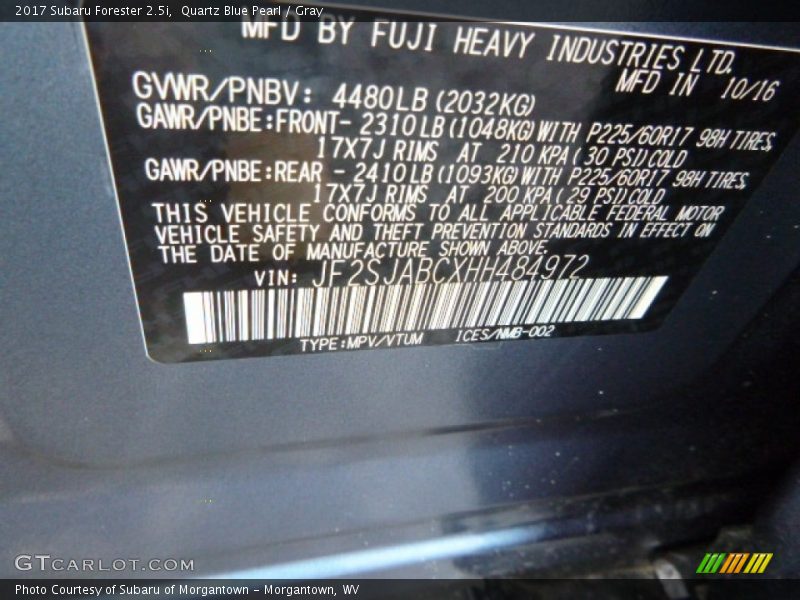 2017 Subaru Forester 2.5i,  Quartz Blue Pearl / Gray
MFD BY FUJI HEAVY INDUSTRIES LTD.
MFD IN 10/16
GVWR/PNBV: 4480LB (2032KG)
GAWR/PNBE:FRONT- 2310LB (1048KG) WITH P225/60R17 98H TIRES,
17X7J RIMS AT 210 KPA ( 30 PSI) COLD
GAWR/PNBE:REAR - 2410LB (1093KG) WITH P225/60R17 98H TIRES,
17X7J RIMS AT 200 KPA ( 29 PSI) COLD
THIS VEHICLE CONFORMS TO ALL APPLICABLE FEDERAL MOTOR
VEHICLE SAFETY AND THEFT PREVENTION STANDARDS IN EFFECT ON
THE DATE OF MANUFACTURE SHOWN ABOVE.
VIN: JF2SJABCXHH484972
TYPE:MPV/VTUM ICES/NMB-002
GTCARLOT.COM
Photo Courtesy of Subaru of Morgantown - Morgantown, WV